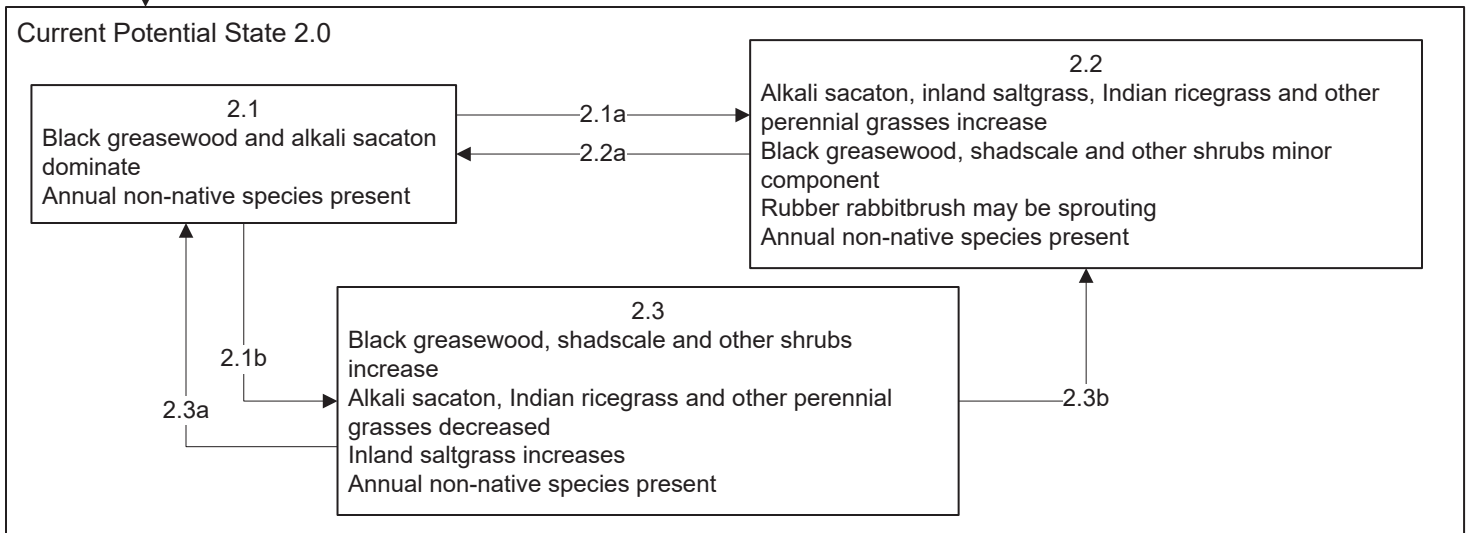 Current Potential State 2.0
2.1
Black greasewood and alkali sacaton
dominate
Annual non-native species present
2.1a
2.2a
2.2
Alkali sacaton, inland saltgrass, Indian ricegrass and other
perennial grasses increase
Black greasewood, shadscale and other shrubs minor
component
Rubber rabbitbrush may be sprouting
Annual non-native species present
2.1b
2.3a
2.3
Black greasewood, shadscale and other shrubs
increase
Alkali sacaton, Indian ricegrass and other perennial
grasses decreased
Inland saltgrass increases
Annual non-native species present
2.3b